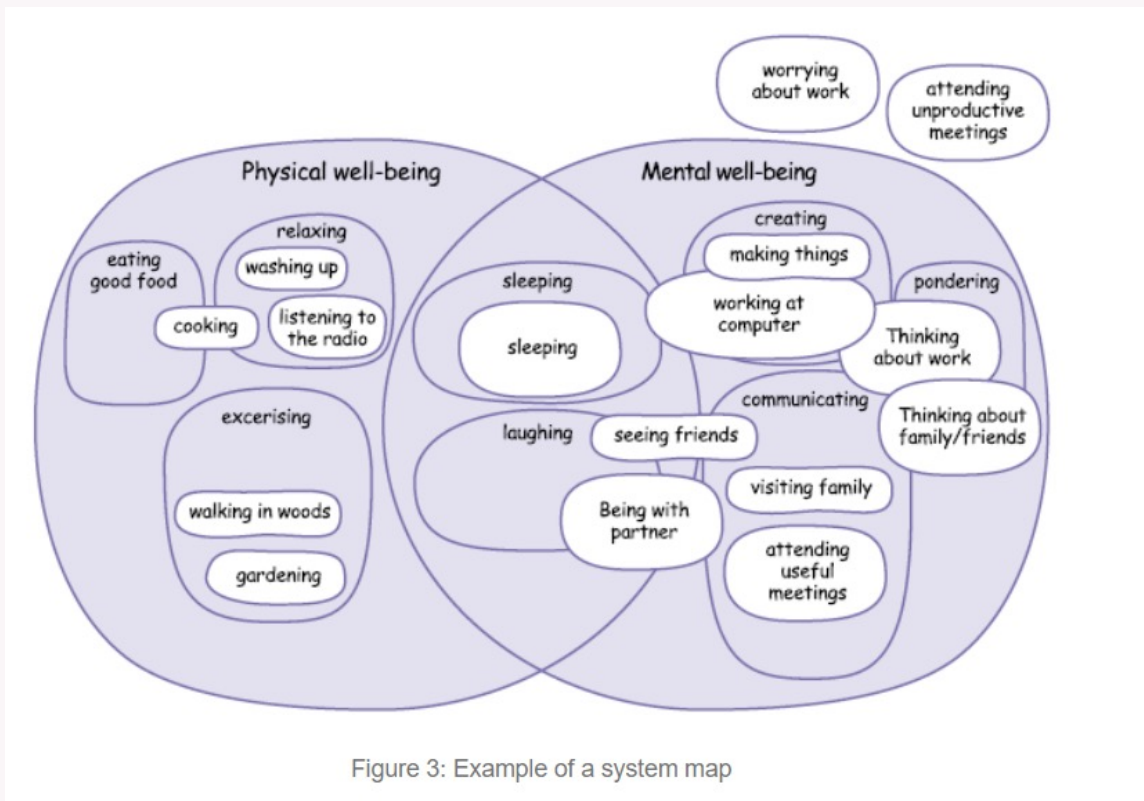 worrying
about work
attending
unproductive
meetings
Physical well-being
Mental well-being
relaxing
washing up
listening to
the radio
eating
good food
cooking
excerising
walking in woods
gardening
sleeping
sleeping
laughing
seeing friends
Being with
partner
creating
making things
working at
computer
pondering
Thinking
about work
Thinking about
family/friends
communicating
visiting family
attending
useful
meetings
Figure 3: Example of a system map